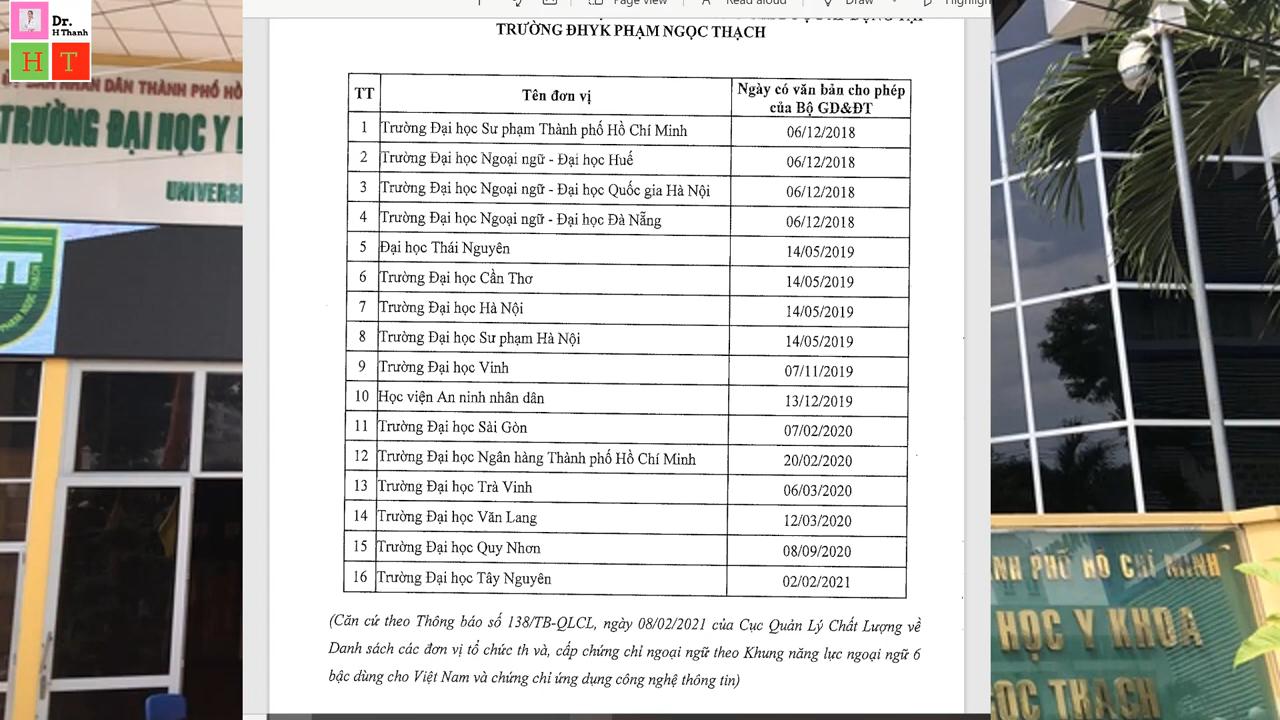 Dr.
H Thanh
H T
ỦY BAN NHÂN DÂN THÀNH PHỐ HỒ
TRƯỜNG ĐẠI HỌC Y
Page view
Read aloud
Draw
Highligh
TRƯỜNG ĐHYK PHẠM NGỌC THẠCH
TT Tên đơn vị Ngày có văn bản cho phép của Bộ GD&ĐT
1 Trường Đại học Sư phạm Thành phố Hồ Chí Minh 06/12/2018
2 Trường Đại học Ngoại ngữ - Đại học Huế 06/12/2018
3 Trường Đại học Ngoại ngữ - Đại học Quốc gia Hà Nội 06/12/2018
4 Trường Đại học Ngoại ngữ - Đại học Đà Nẵng 06/12/2018
5 Đại học Thái Nguyên 14/05/2019
6 Trường Đại học Cần Thơ 14/05/2019
7 Trường Đại học Hà Nội 14/05/2019
8 Trường Đại học Sư phạm Hà Nội 14/05/2019
9 Trường Đại học Vinh 07/11/2019
10 Học viện An ninh nhân dân 13/12/2019
11 Trường Đại học Sài Gòn 07/02/2020
12 Trường Đại học Ngân hàng Thành phố Hồ Chí Minh 20/02/2020
13 Trường Đại học Trà Vinh 06/03/2020
14 Trường Đại học Văn Lang 12/03/2020
15 Trường Đại học Quy Nhơn 08/09/2020
16 Trường Đại học Tây Nguyên 02/02/2021
(Căn cứ theo Thông báo số 138/TB-QLCL, ngày 08/02/2021 của Cục Quản Lý Chất Lượng về
Danh sách các đơn vị tổ chức th và, cấp chứng chỉ ngoại ngữ theo Khung năng lực ngoại ngữ 6
bậc dùng cho Việt Nam và chứng chỉ ứng dụng công nghệ thông tin)
PHỐ HỒ CHÍ MINH
HỌC Y KHOA
THẠCH